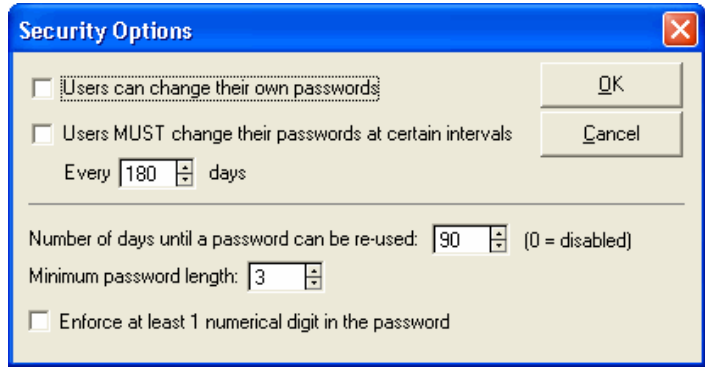 Security Options
Users can change their own passwords
OK
Users MUST change their passwords at certain intervals
Cancel
Every 180 days
Number of days until a password can be re-used: 90 (0 = disabled)
Minimum password length: 3
Enforce at least 1 numerical digit in the password